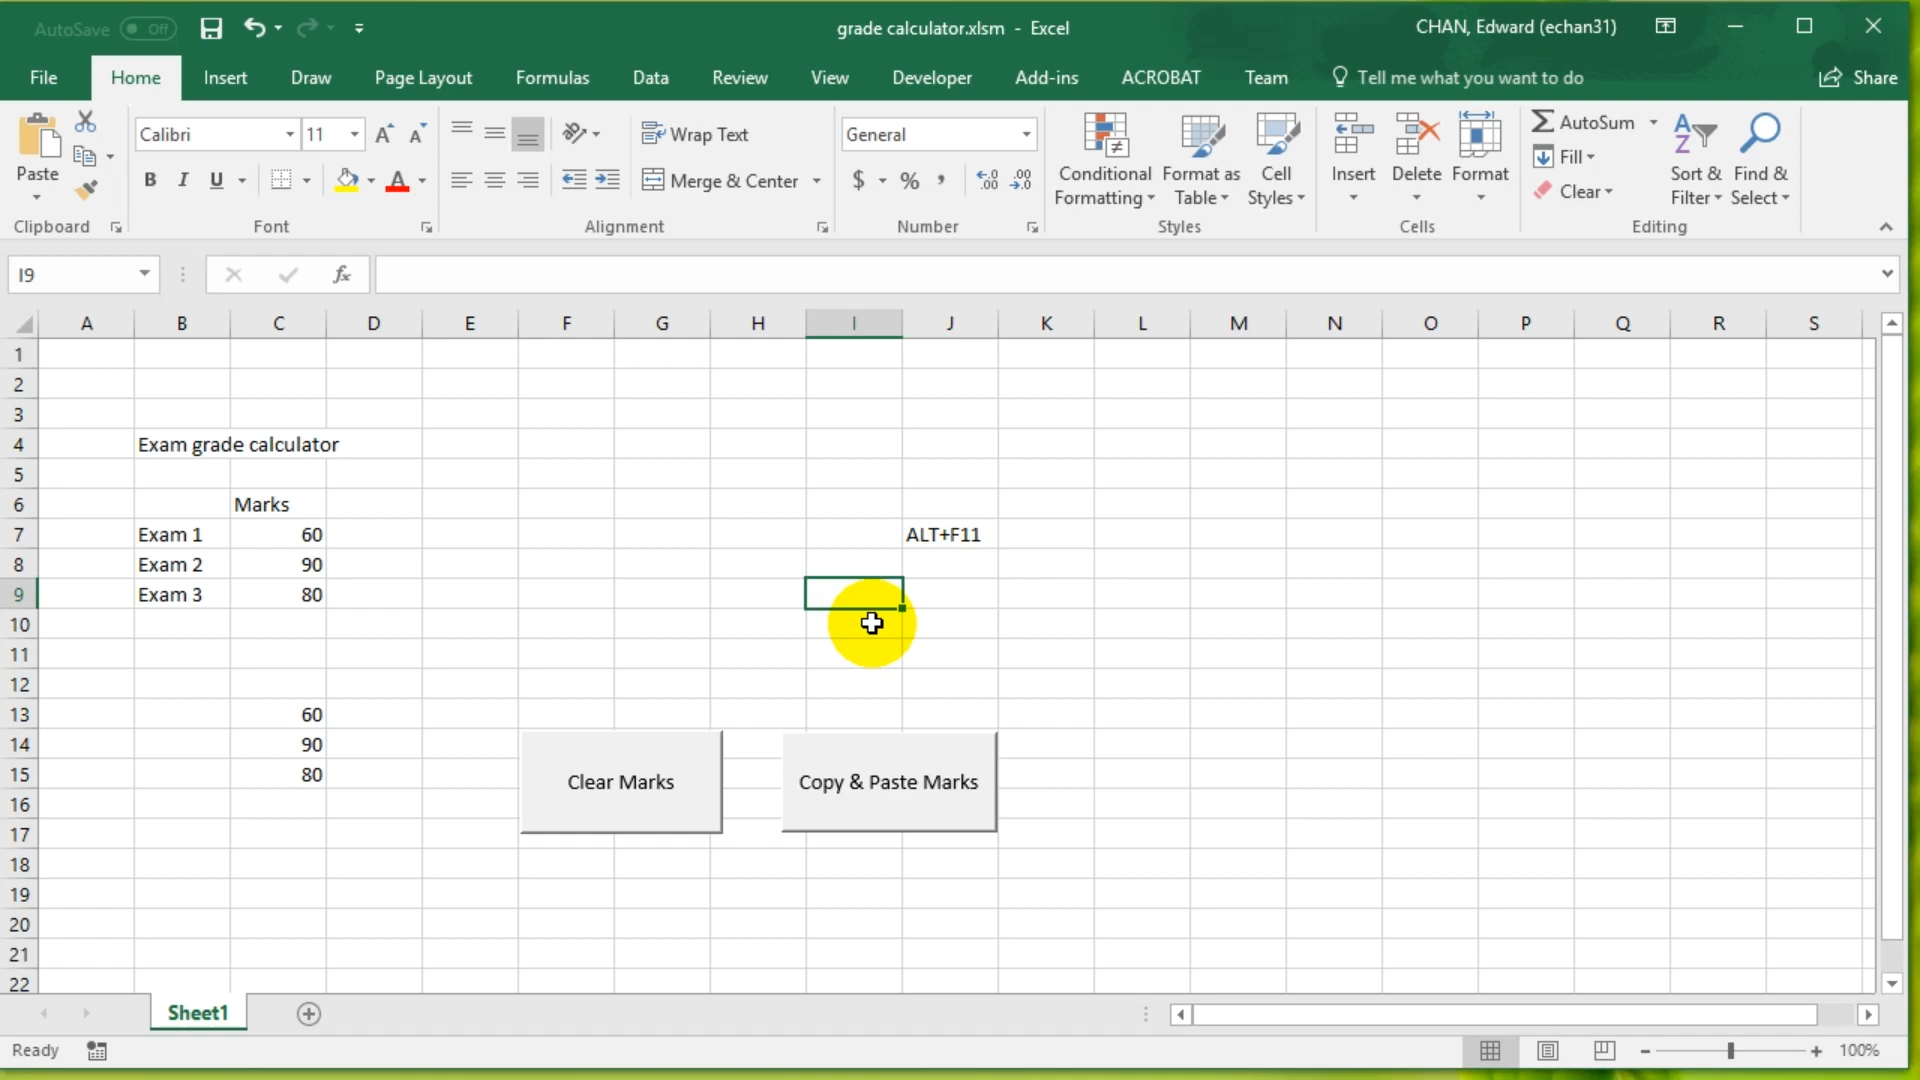 AutoSave Off
grade calculator.xlsm - Excel
CHAN, Edward (echan31)
File Home Insert Draw Page Layout Formulas Data Review View Developer Add-ins ACROBAT Team Tell me what you want to do Share
Paste
Clipboard
Calibri 11
B I U
Font
Wrap Text
Merge & Center
Alignment
General
$ % ,
Number
Conditional Formatting
Format as Table
Cell Styles
Styles
Insert Delete Format
Cells
AutoSum
Fill
Clear
Sort & Filter
Find & Select
Editing
I9
fx
A B C D E F G H I J K L M N O P Q R S
1
2
3
4 Exam grade calculator
5
6 Marks
7 Exam 1 60 ALT+F11
8 Exam 2 90
9 Exam 3 80
10
11
12
13 60
14 90
15 80
Clear Marks Copy & Paste Marks
16
17
18
19
20
21
22
Sheet1
Ready
100%